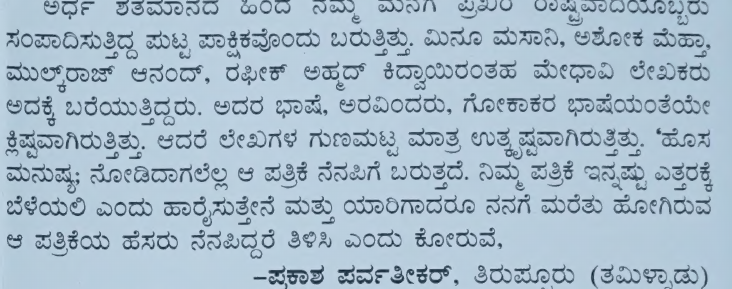 ಅರ್ಧ ಶತಮಾನದ ಹಿಂದೆ ನಮ್ಮ ಮನೆಗೆ ಪ್ರಖರ ರಾಷ್ಟ್ರವಾದಿಯೊಬ್ಬರು
ಸಂಪಾದಿಸುತ್ತಿದ್ದ ಪುಟ್ಟ ಪಾಕ್ಷಿಕವೊಂದು ಬರುತ್ತಿತ್ತು. ಮಿನೂ ಮಸಾನಿ, ಅಶೋಕ ಮೆಹ್ತಾ,
ಮುಲ್ಕ್‌ರಾಜ್ ಆನಂದ್, ರಫೀಕ್ ಅಹ್ಮದ್ ಕಿದ್ವಾಯಿರಂತಹ ಮೇಧಾವಿ ಲೇಖಕರು
ಅದಕ್ಕೆ ಬರೆಯುತ್ತಿದ್ದರು. ಅದರ ಭಾಷೆ, ಅರವಿಂದರು, ಗೋಕಾಕರ ಭಾಷೆಯಂತೆಯೇ
ಕ್ಲಿಷ್ಟವಾಗಿರುತ್ತಿತ್ತು. ಆದರೆ ಲೇಖಗಳ ಗುಣಮಟ್ಟ ಮಾತ್ರ ಉತ್ಕೃಷ್ಟವಾಗಿರುತ್ತಿತ್ತು. 'ಹೊಸ
ಮನುಷ್ಯ; ನೋಡಿದಾಗಲೆಲ್ಲ ಆ ಪತ್ರಿಕೆ ನೆನಪಿಗೆ ಬರುತ್ತದೆ. ನಿಮ್ಮ ಪತ್ರಿಕೆ ಇನ್ನಷ್ಟು ಎತ್ತರಕ್ಕೆ
ಬೆಳೆಯಲಿ ಎಂದು ಹಾರೈಸುತ್ತೇನೆ ಮತ್ತು ಯಾರಿಗಾದರೂ ನನಗೆ ಮರೆತು ಹೋಗಿರುವ
ಆ ಪತ್ರಿಕೆಯ ಹೆಸರು ನೆನಪಿದ್ದರೆ ತಿಳಿಸಿ ಎಂದು ಕೋರುವೆ,
–ಪ್ರಕಾಶ ಪರ್ವತೀಕರ್, ತಿರುಪ್ಪೂರು (ತಮಿಳ್ನಾಡು)